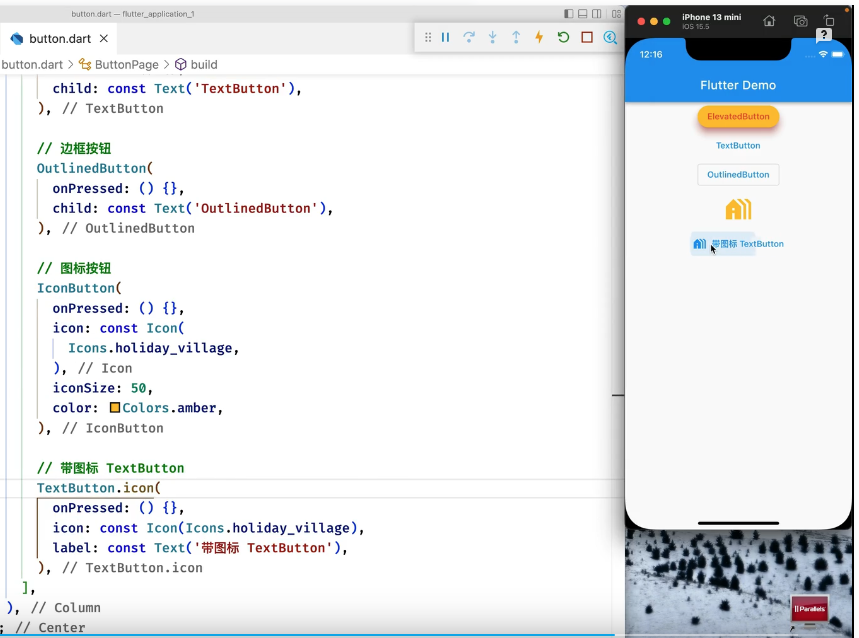 button.dart — flutter_application_1
button.dart
button.dart > ButtonPage > build
child: const Text('TextButton'),
), // TextButton
// 边框按钮
OutlinedButton(
onPressed: () {},
child: const Text('OutlinedButton'),
), // OutlinedButton
// 图标按钮
IconButton(
onPressed: () {},
icon: const Icon(
Icons.holiday_village,
), // Icon
iconSize: 50,
color: Colors.amber,
), // IconButton
// 带图标 TextButton
TextButton.icon(
onPressed: () {},
icon: const Icon(Icons.holiday_village),
label: const Text('带图标 TextButton'),
), // TextButton.icon
],
), // Column
; // Center
iPhone 13 mini
iOS 15.5
?
12:16
Flutter Demo
ElevatedButton
TextButton
OutlinedButton
带图标 TextButton
Parallels